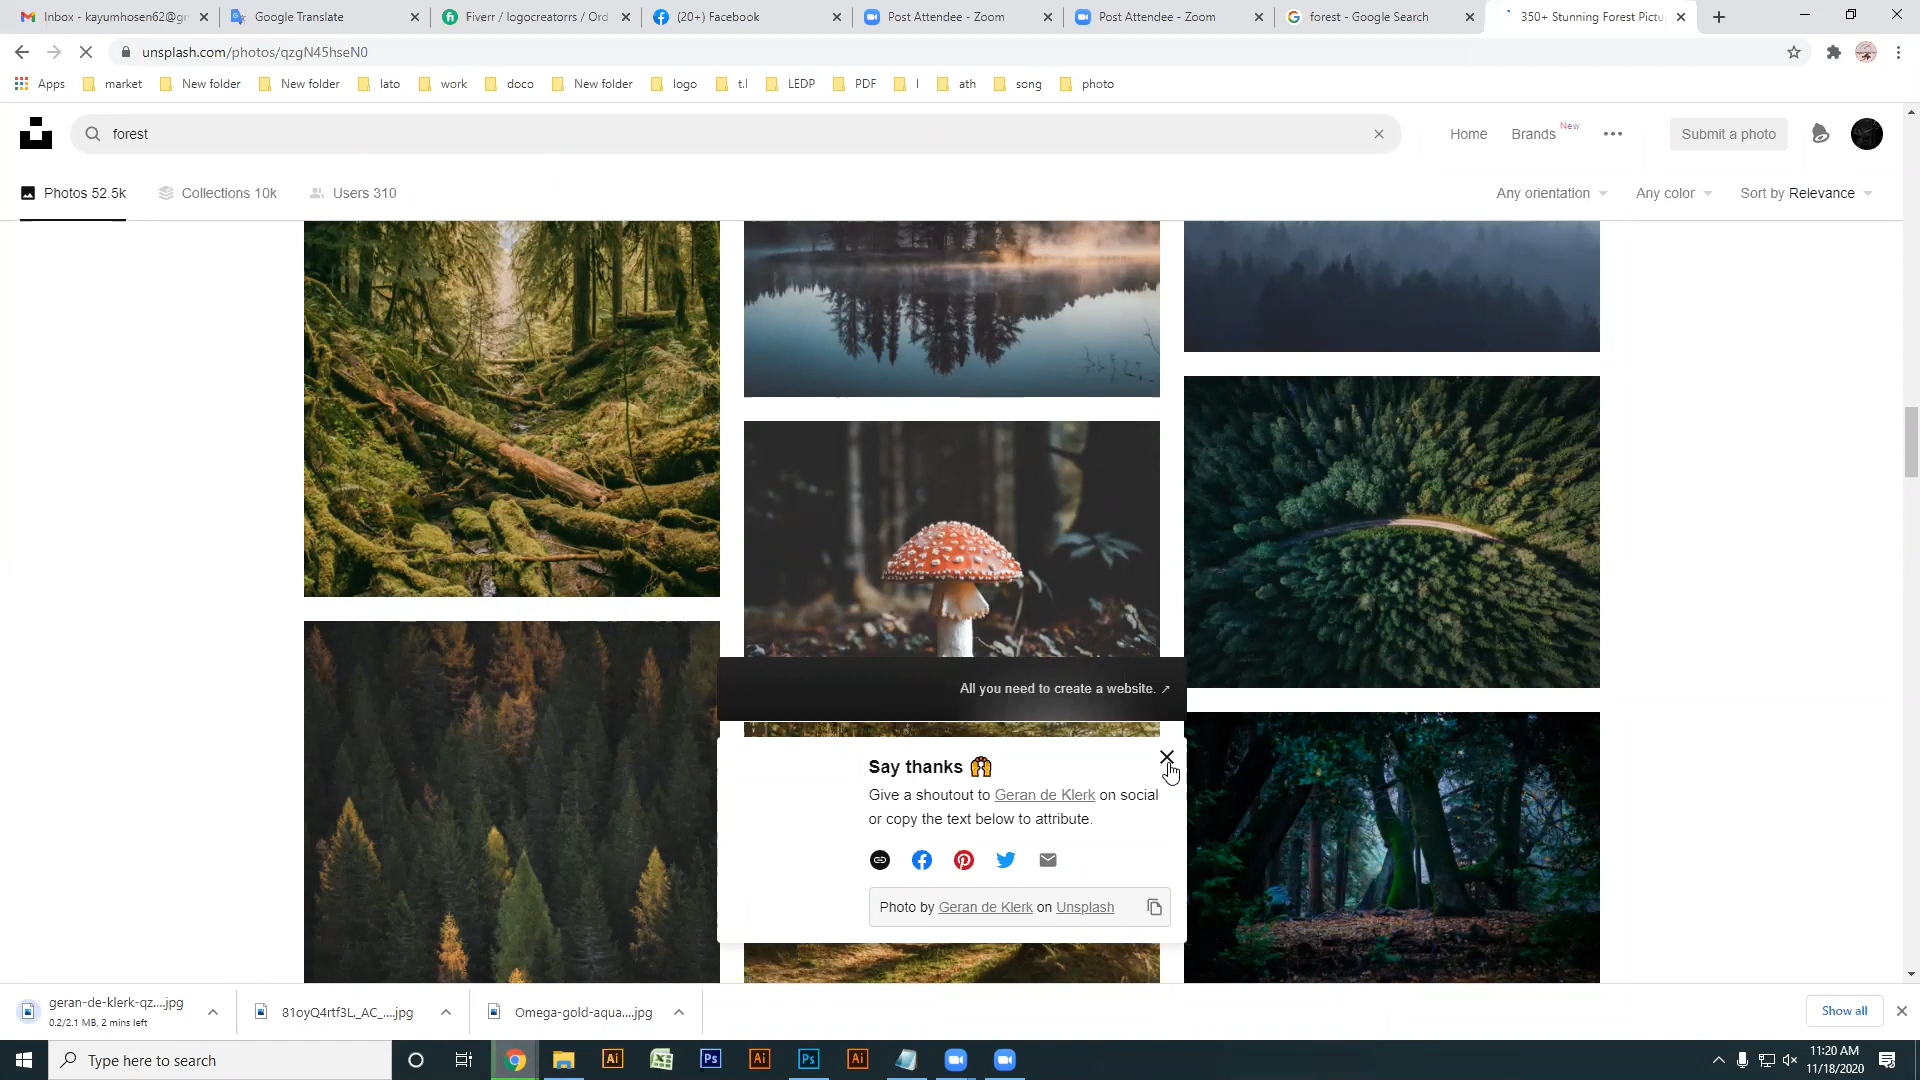 Inbox - kayumhosen62@gr
Google Translate
Fiverr / logocreatorrs / Ord
(20+) Facebook
Post Attendee - Zoom
Post Attendee - Zoom
forest - Google Search
350+ Stunning Forest Pictu
unsplash.com/photos/qzgN45hseN0
Apps market New folder New folder lato work doco New folder logo t.l LEDP PDF l ath song photo
forest
Home Brands New
Submit a photo
Photos 52.5k Collections 10k Users 310
Any orientation Any color Sort by Relevance
All you need to create a website. ↗
Say thanks 🙌
Give a shoutout to Geran de Klerk on social
or copy the text below to attribute.
Photo by Geran de Klerk on Unsplash
geran-de-klerk-qz....jpg
0.2/2.1 MB, 2 mins left
81oyQ4rtf3L._AC_....jpg
Omega-gold-aqua....jpg
Show all
Type here to search
11:20 AM
11/18/2020